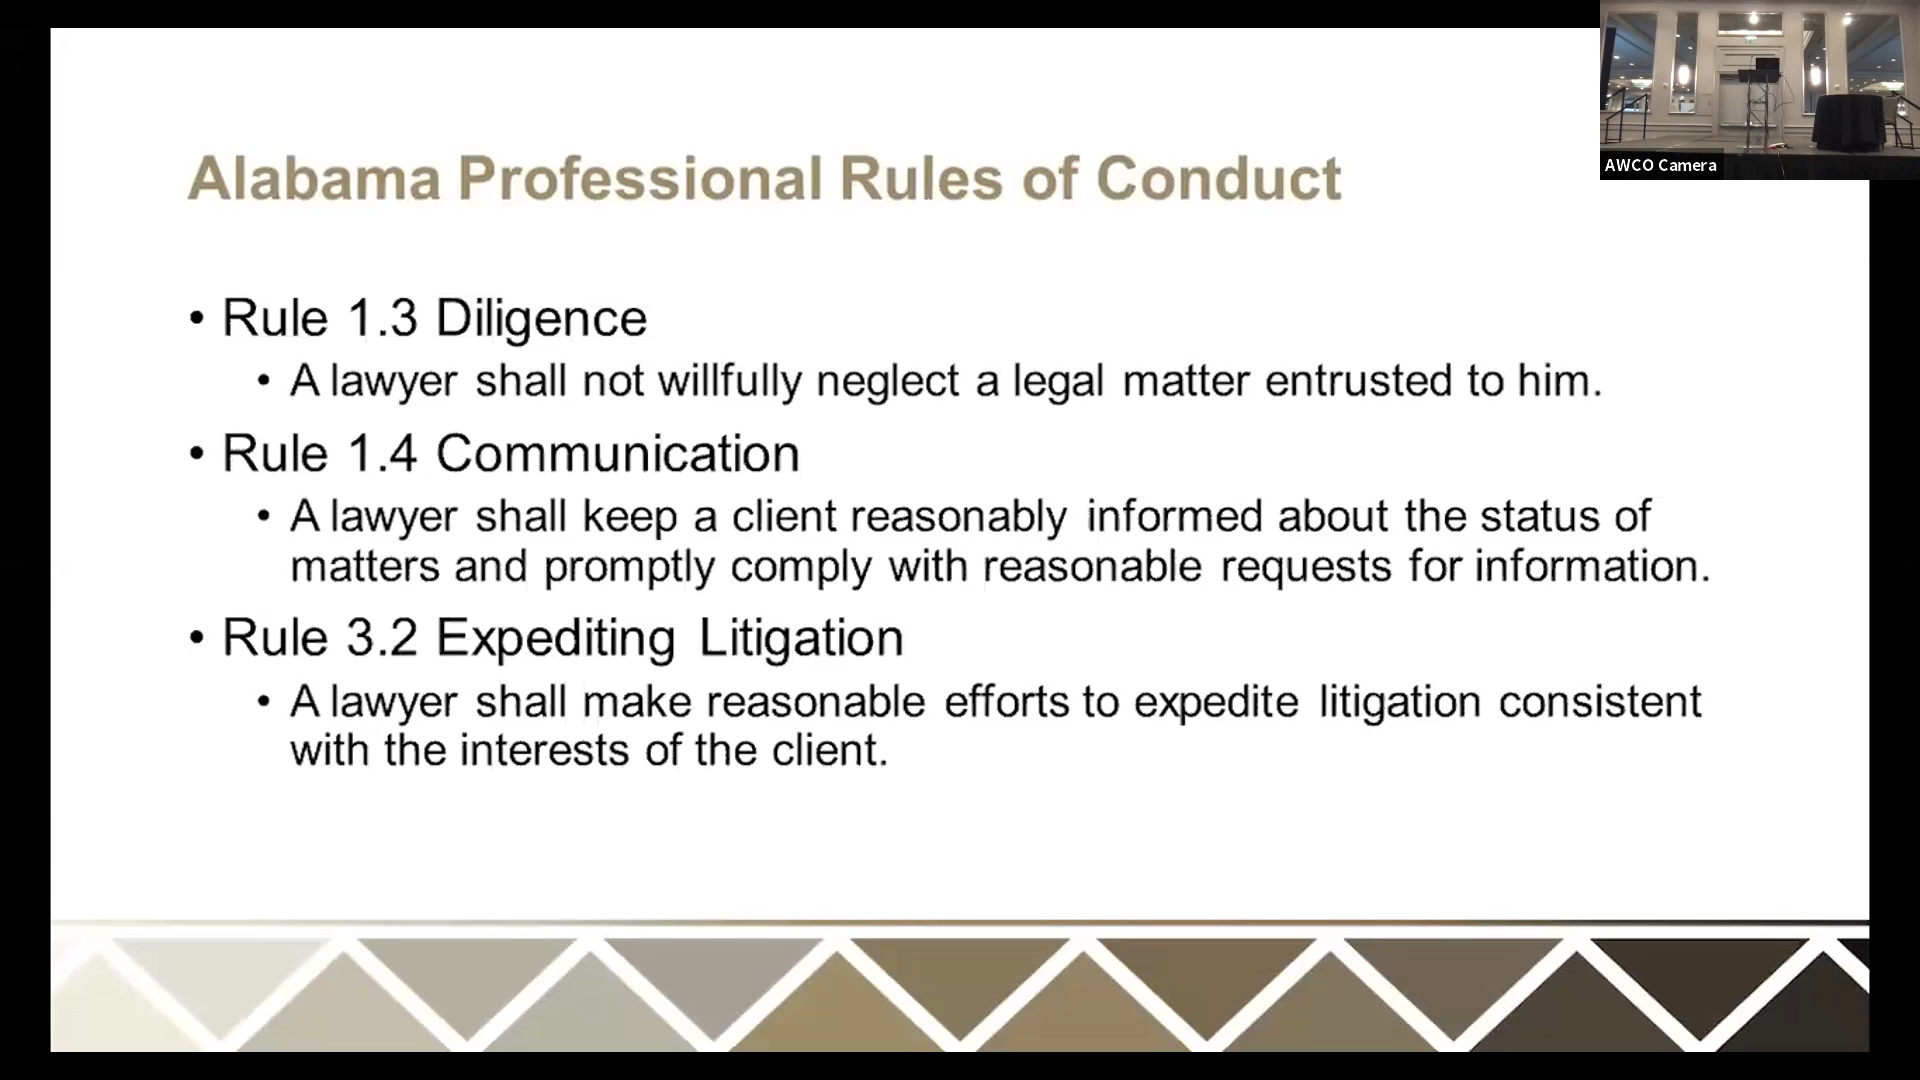 Alabama Professional Rules of Conduct
• Rule 1.3 Diligence
• A lawyer shall not willfully neglect a legal matter entrusted to him.
• Rule 1.4 Communication
• A lawyer shall keep a client reasonably informed about the status of
matters and promptly comply with reasonable requests for information.
• Rule 3.2 Expediting Litigation
• A lawyer shall make reasonable efforts to expedite litigation consistent
with the interests of the client.
AWCO Camera